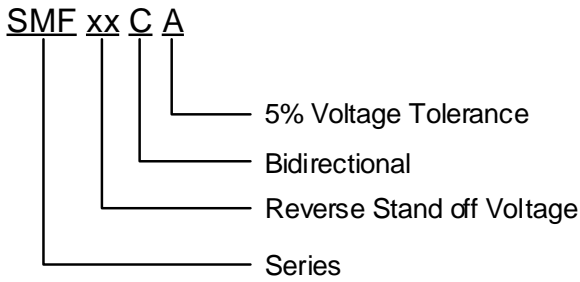 SMF xx C A
5% Voltage Tolerance
Bidirectional
Reverse Stand off Voltage
Series